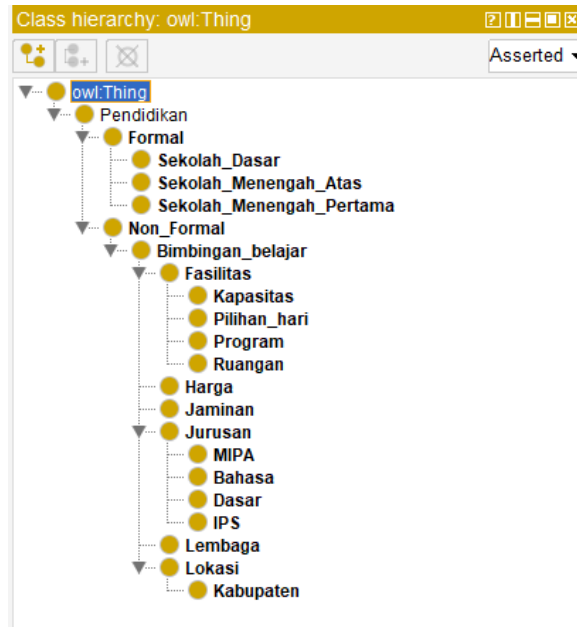 Class hierarchy: owl:Thing
Asserted
owl:Thing
Pendidikan
Formal
Sekolah_Dasar
Sekolah_Menengah_Atas
Sekolah_Menengah_Pertama
Non_Formal
Bimbingan_belajar
Fasilitas
Kapasitas
Pilihan_hari
Program
Ruangan
Harga
Jaminan
Jurusan
MIPA
Bahasa
Dasar
IPS
Lembaga
Lokasi
Kabupaten